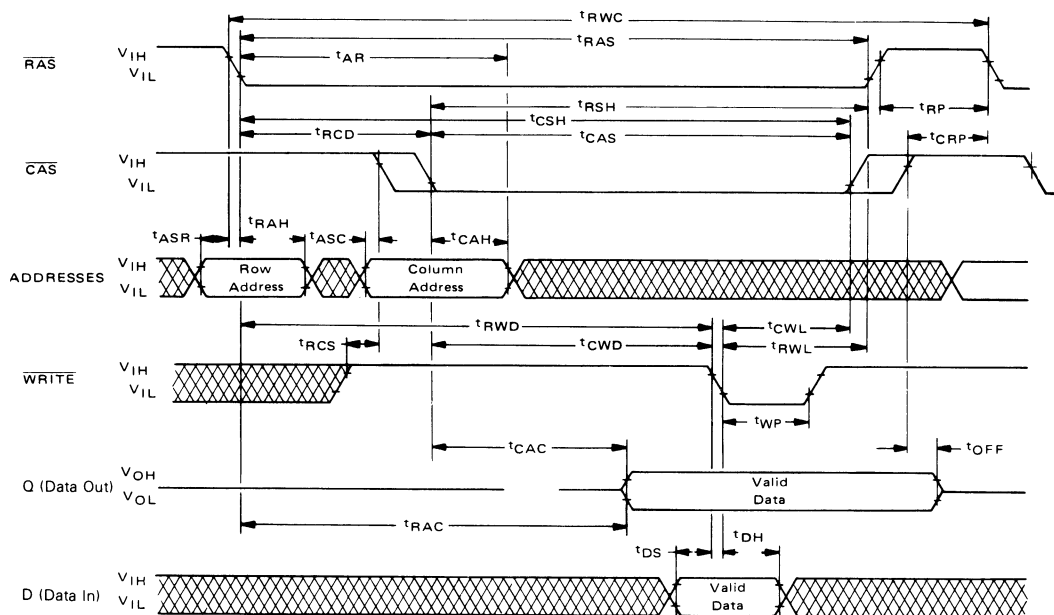 tRWC
tRAS
tAR
RAS
VIH
VIL
tRSH
tRP
tCSH
tRCD
tCAS
tCRP
CAS
VIH
VIL
tASR
tRAH
tASC
tCAH
ADDRESSES
VIH
VIL
Row
Address
Column
Address
tRWD
tCWL
tRCS
tCWD
tRWL
WRITE
VIH
VIL
tWP
tCAC
tOFF
Q (Data Out)
VOH
VOL
Valid
Data
tRAC
tDS
tDH
D (Data In)
VIH
VIL
Valid
Data